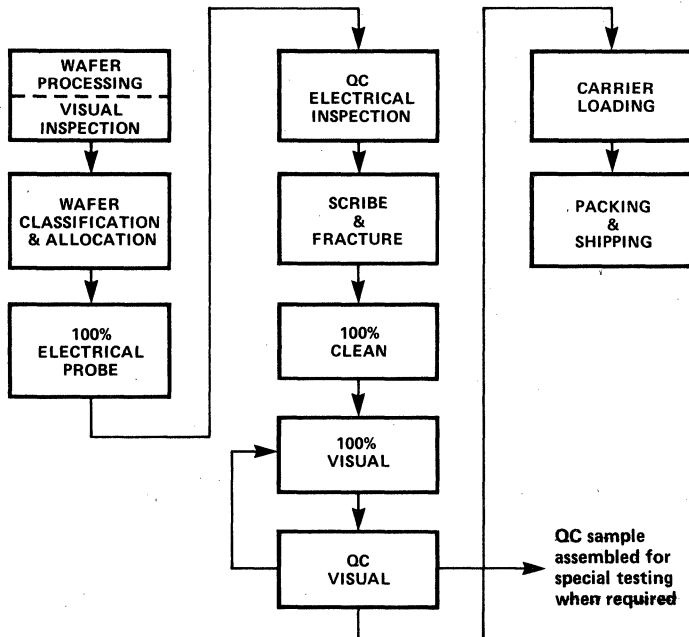 WAFER
PROCESSING
VISUAL
INSPECTION
WAFER
CLASSIFICATION
& ALLOCATION
100%
ELECTRICAL
PROBE
QC
ELECTRICAL
INSPECTION
SCRIBE
&
FRACTURE
100%
CLEAN
100%
VISUAL
QC
VISUAL
QC sample
assembled for
special testing
when required
CARRIER
LOADING
PACKING
&
SHIPPING